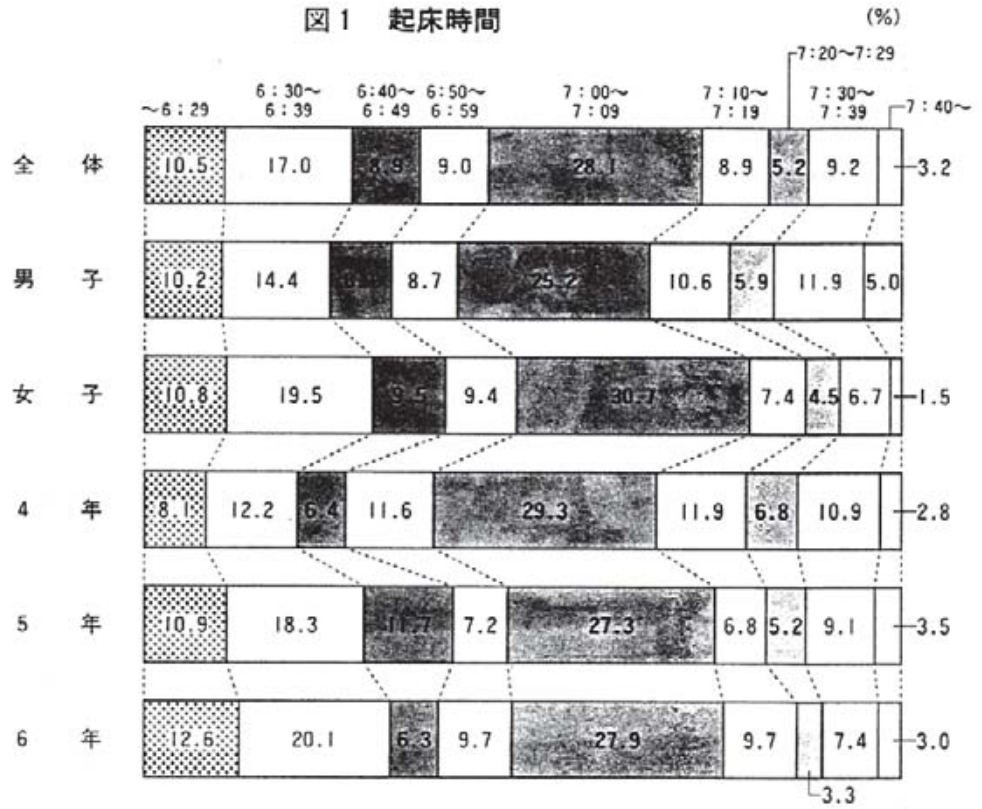 図1 起床時間
(%)
7:20〜7:29
6:30〜 6:40〜 6:50〜 7:00〜 7:10〜 7:30〜
〜6:29 6:39 6:49 6:59 7:09 7:19 7:39 7:40〜
全体 10.5 17.0 8.9 9.0 28.1 8.9 5.2 9.2 3.2
男子 10.2 14.4 8.7 25.2 10.6 5.9 11.9 5.0
女子 10.8 19.5 9.5 9.4 30.7 7.4 4.5 6.7 1.5
4年 8.1 12.2 6.4 11.6 29.3 11.9 6.8 10.9 2.8
5年 10.9 18.3 11.7 7.2 27.3 6.8 5.2 9.1 3.5
6年 12.6 20.1 6.3 9.7 27.9 9.7 7.4 3.0
3.3